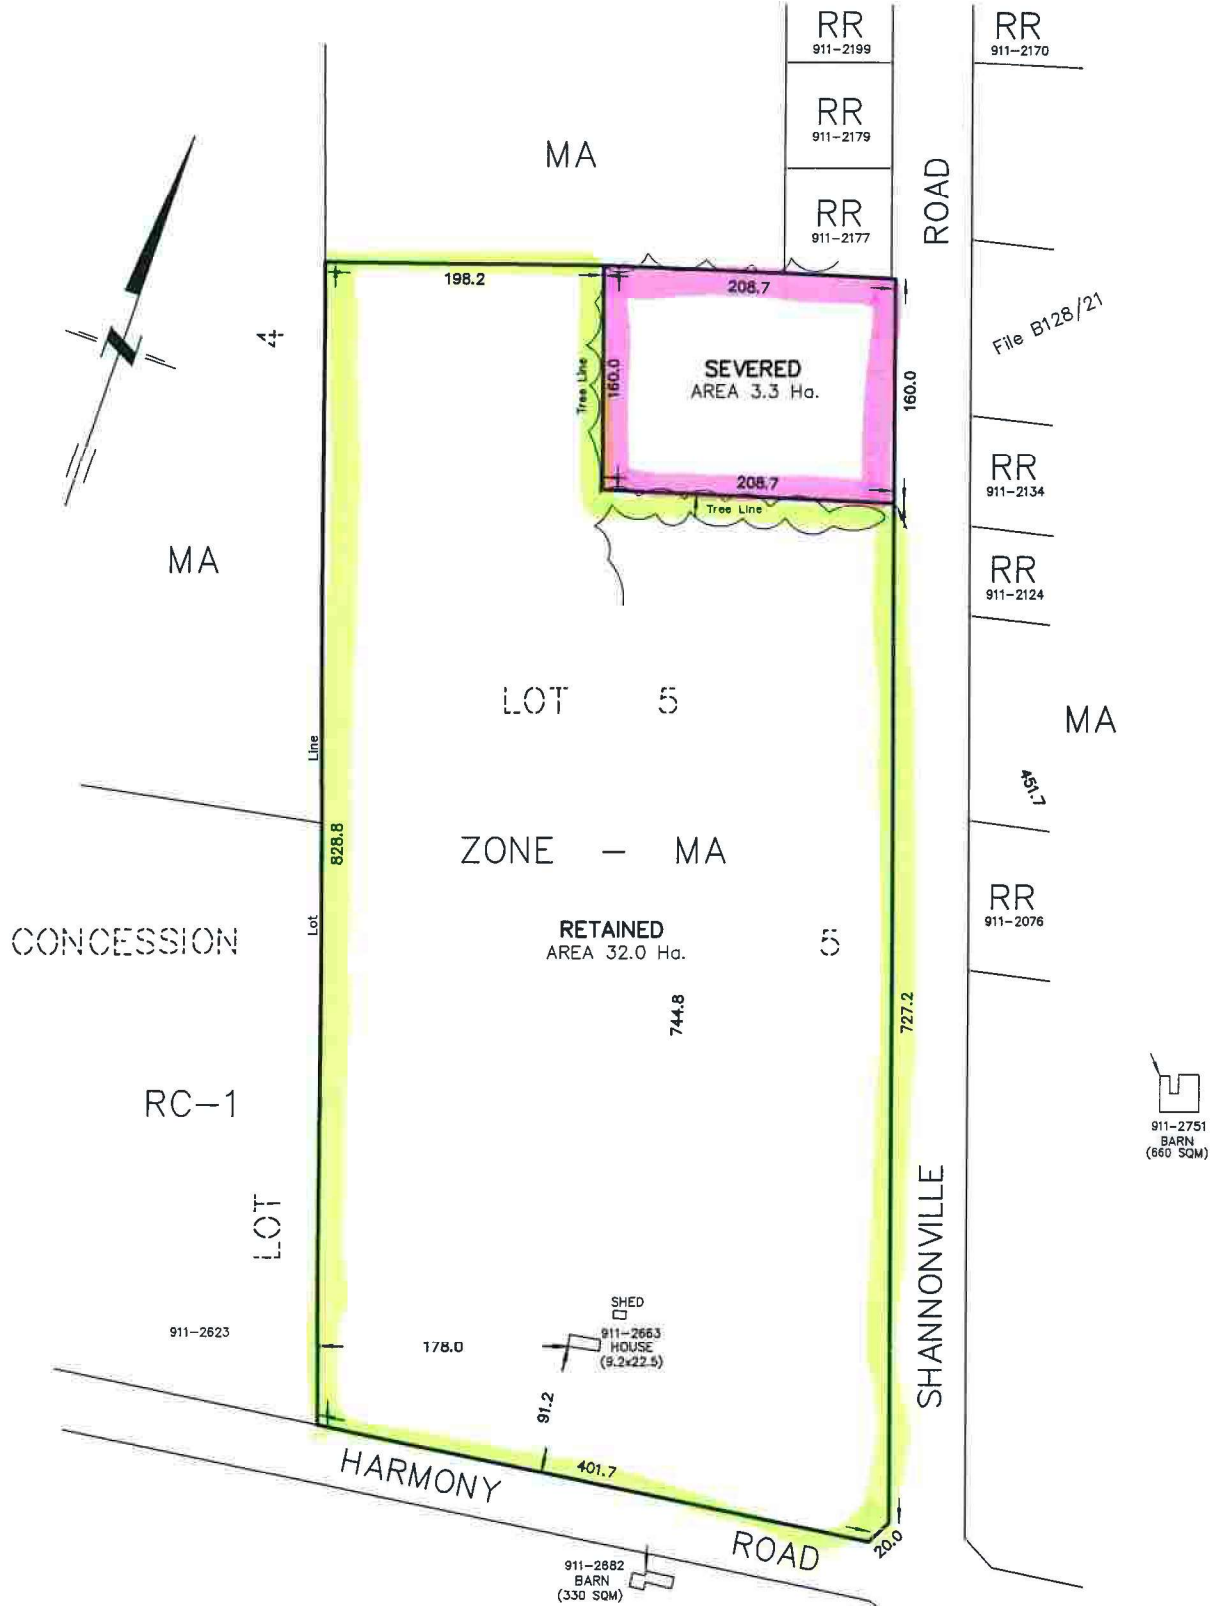 RR
911-2199
RR
911-2170
RR
911-2179
MA
ROAD
RR
911-2177
198.2
208.7
File B128/21
4
N
Tree Line
160.0
SEVERED
AREA 3.3 Ha.
160.0
208.7
Tree Line
RR
911-2134
MA
RR
911-2124
LOT 5
MA
Line
451.7
828.8
ZONE - MA
RR
911-2076
Lot
RETAINED
AREA 32.0 Ha.
CONCESSION
5
744.8
727.2
RC-1
911-2751
BARN
(660 SQM)
LOT
SHANNONVILLE
SHED
911-2623
178.0
911-2663
HOUSE
(9.2x22.5)
91.2
HARMONY
401.7
ROAD
20.0
911-2682
BARN
(330 SQM)